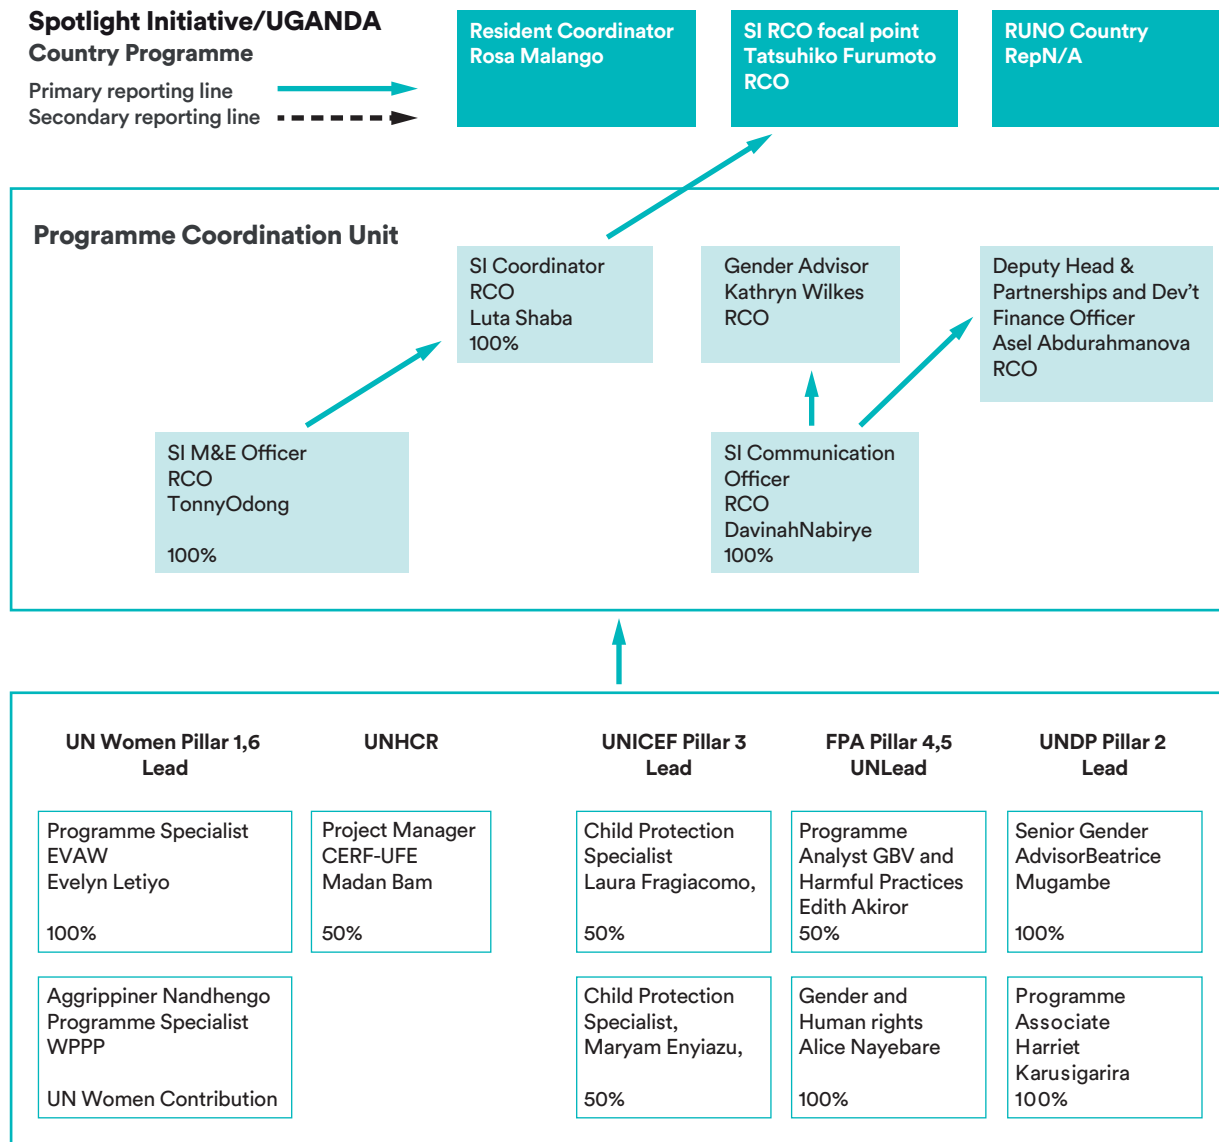 Spotlight Initiative/UGANDA
Country Programme
Primary reporting line
Secondary reporting line
Resident Coordinator
Rosa Malango
SI RCO focal point
Tatsuhiko Furumoto
RCO
RUNO Country
RepN/A
Programme Coordination Unit
SI Coordinator
RCO
Luta Shaba
100%
Gender Advisor
Kathryn Wilkes
RCO
Deputy Head &
Partnerships and Dev't
Finance Officer
Asel Abdurahmanova
RCO
SI M&E Officer
RCO
TonnyOdong
100%
SI Communication
Officer
RCO
DavinahNabirye
100%
UN Women Pillar 1,6
Lead
UNHCR
UNICEF Pillar 3
Lead
FPA Pillar 4,5
UNLead
UNDP Pillar 2
Lead
Programme Specialist
EVAW
Evelyn Letiyo
100%
Project Manager
CERF-UFE
Madan Bam
50%
Child Protection
Specialist
Laura Fragiacomo,
50%
Programme
Analyst GBV and
Harmful Practices
Edith Akiror
50%
Senior Gender
AdvisorBeatrice
Mugambe
100%
Aggrippiner Nandhengo
Programme Specialist
WPPP
UN Women Contribution
Child Protection
Specialist,
Maryam Enyiazu,
50%
Gender and
Human rights
Alice Nayebare
100%
Programme
Associate
Harriet
Karusigarira
100%